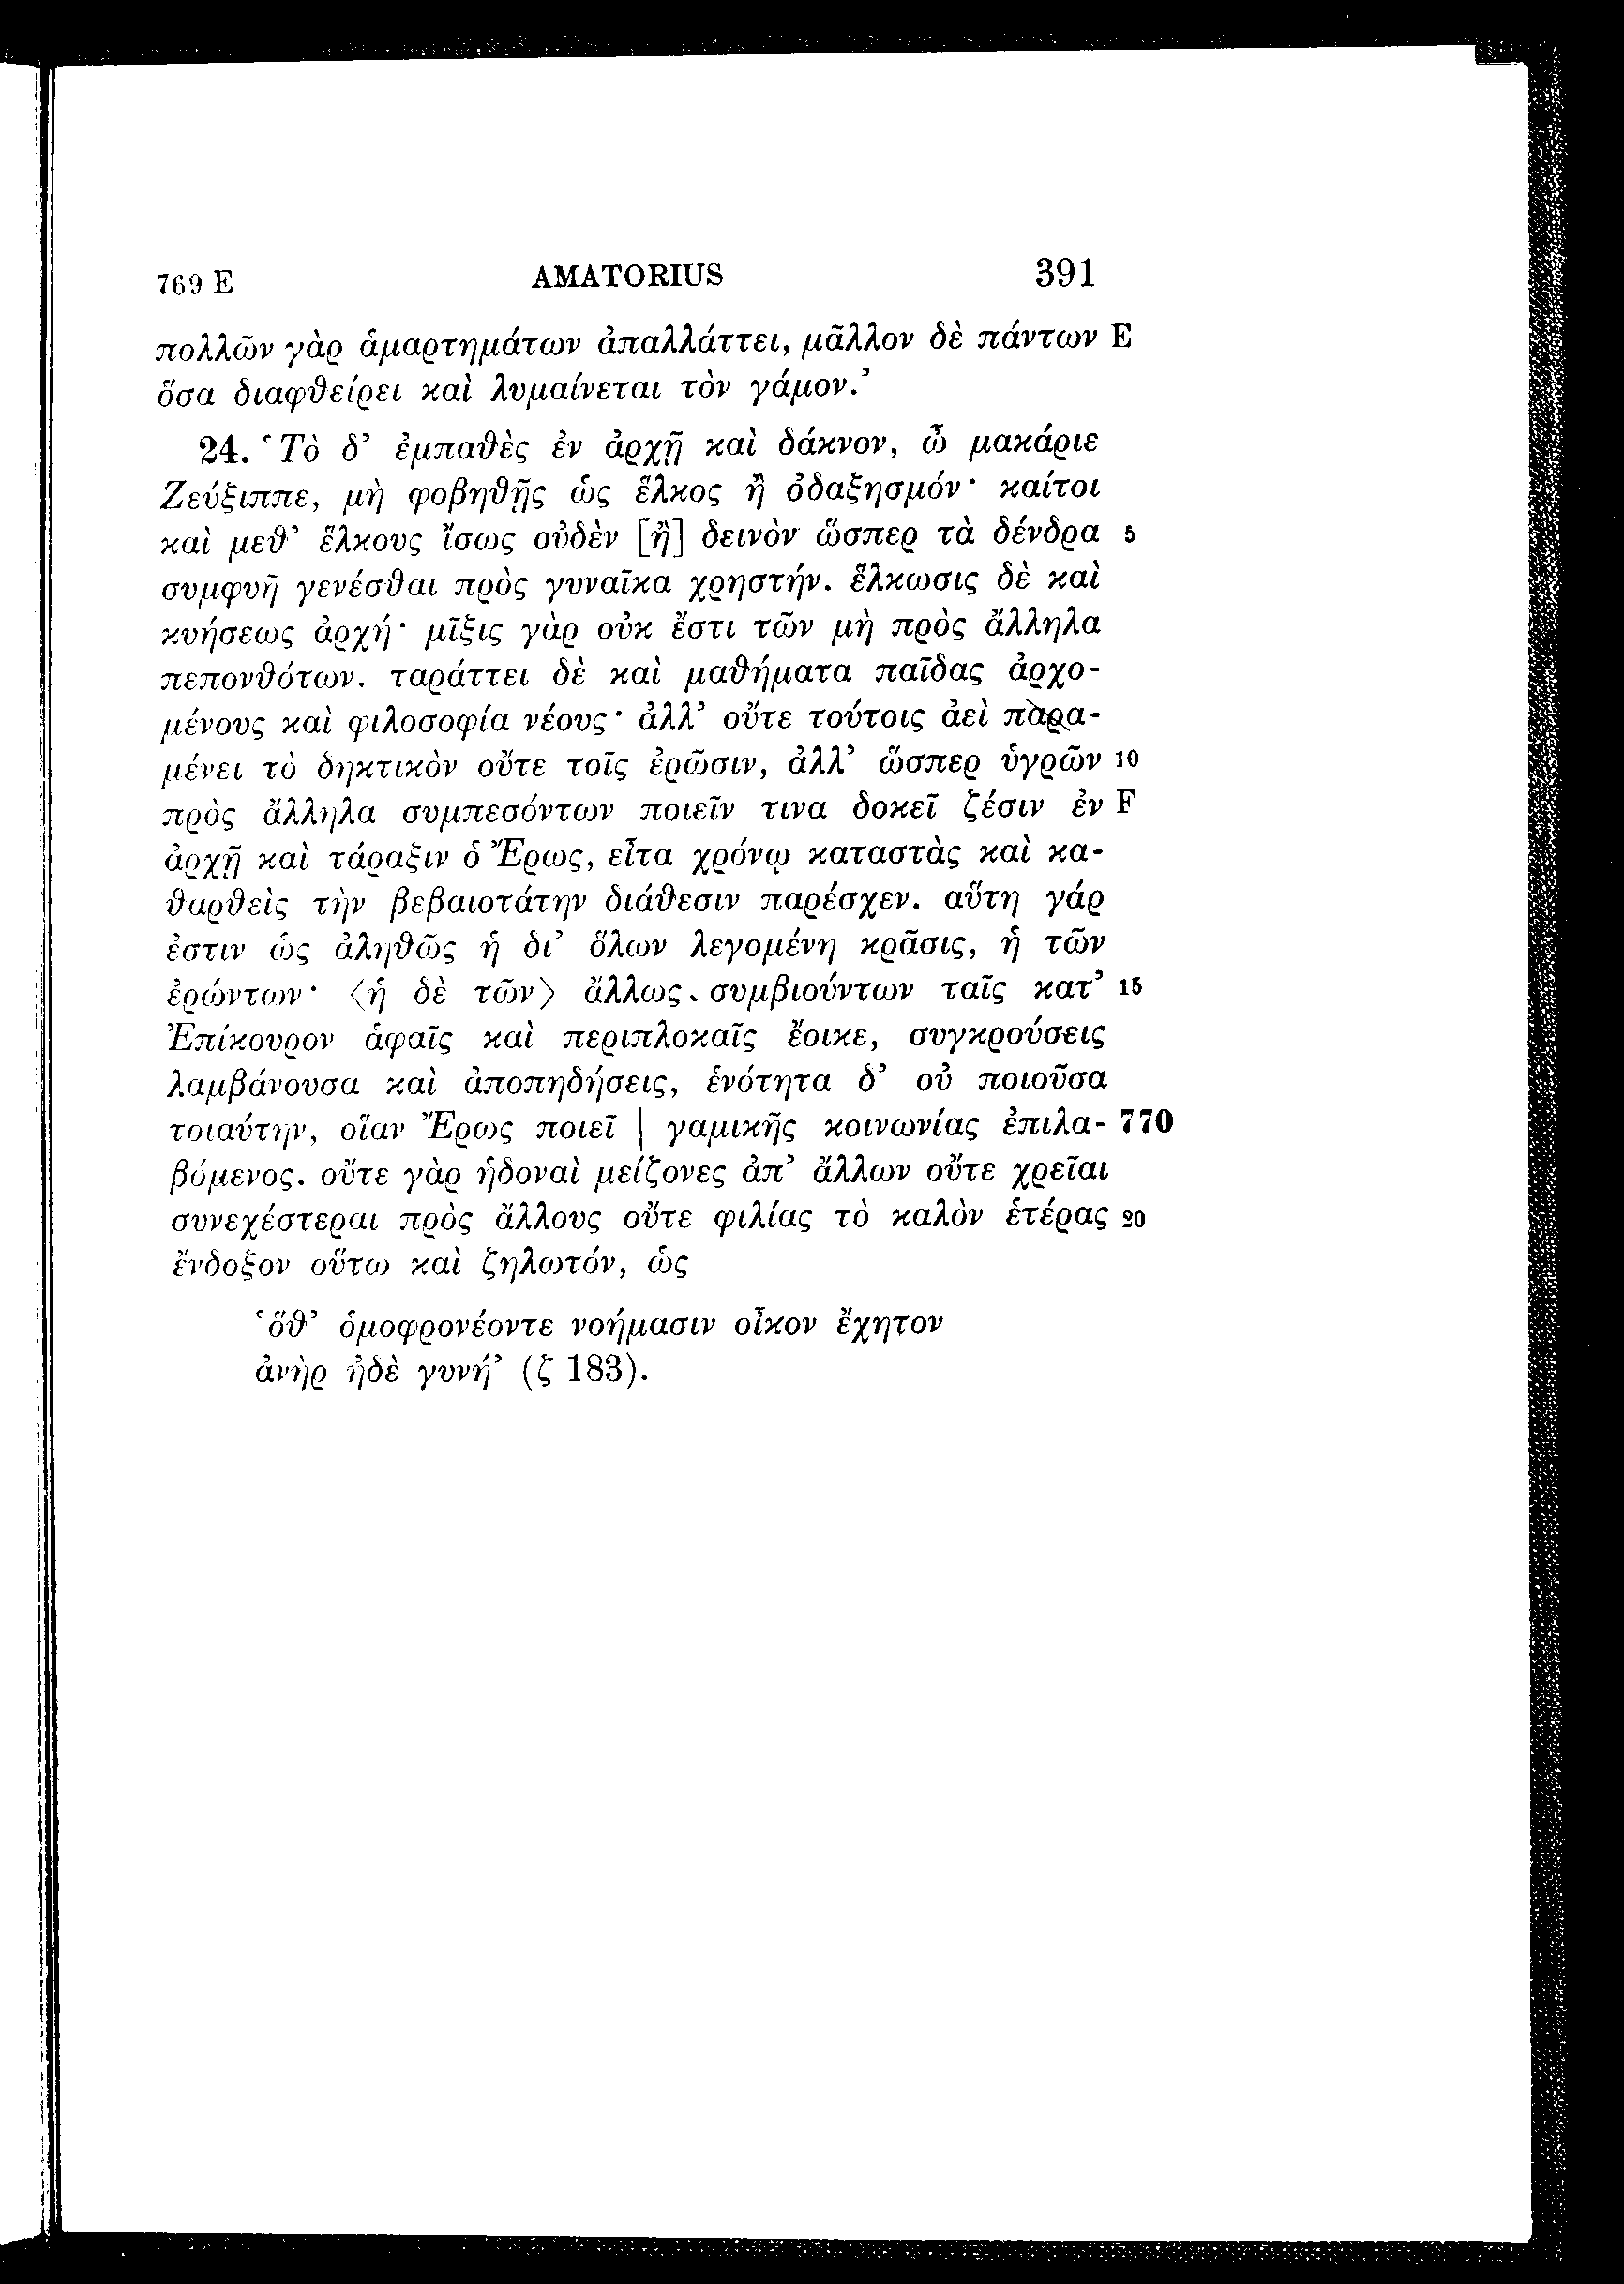 769 E AMATORIUS 391
πολλῶν γὰρ ἁμαρτημάτων ἀπαλλάττει, μᾶλλον δὲ πάντων E
ὅσα διαφθείρει καὶ λυμαίνεται τὸν γάμον.’
24. ‘Τὸ δ’ ἐμπαθὲς ἐν ἀρχῇ καὶ δάκνον, ὦ μακάριε
Ζεύξιππε, μὴ φοβηθῇς ὡς ἕλκος ἢ ὀδαξησμόν· καίτοι
καὶ μεθ’ ἕλκους ἴσως οὐδὲν [ἢ] δεινὸν ὥσπερ τὰ δένδρα 5
συμφυῆ γενέσθαι πρὸς γυναῖκα χρηστήν. ἕλκωσις δὲ καὶ
κυήσεως ἀρχή· μῖξις γὰρ οὐκ ἔστι τῶν μὴ πρὸς ἄλληλα
πεπονθότων. ταράττει δὲ καὶ μαθήματα παῖδας ἀρχο-
μένους καὶ φιλοσοφία νέους· ἀλλ’ οὔτε τούτοις ἀεὶ παρα-
μένει τὸ δηκτικὸν οὔτε τοῖς ἐρῶσιν, ἀλλ’ ὥσπερ ὑγρῶν 10
πρὸς ἄλληλα συμπεσόντων ποιεῖν τινα δοκεῖ ζέσιν ἐν F
ἀρχῇ καὶ τάραξιν ὁ Ἔρως, εἶτα χρόνῳ καταστὰς καὶ κα-
θαρθεὶς τὴν βεβαιοτάτην διάθεσιν παρέσχεν. αὕτη γάρ
ἐστιν ὡς ἀληθῶς ἡ δι’ ὅλων λεγομένη κρᾶσις, ἡ τῶν
ἐρώντων· 〈ἡ δὲ τῶν〉 ἄλλως συμβιούντων ταῖς κατ’ 15
Ἐπίκουρον ἁφαῖς καὶ περιπλοκαῖς ἔοικε, συγκρούσεις
λαμβάνουσα καὶ ἀποπηδήσεις, ἑνότητα δ’ οὐ ποιοῦσα
τοιαύτην, οἵαν Ἔρως ποιεῖ | γαμικῆς κοινωνίας ἐπιλα- 770
βόμενος. οὔτε γὰρ ἡδοναὶ μείζονες ἀπ’ ἄλλων οὔτε χρεῖαι
συνεχέστεραι πρὸς ἄλλους οὔτε φιλίας τὸ καλὸν ἑτέρας 20
ἔνδοξον οὕτω καὶ ζηλωτόν, ὡς
‘ὅθ’ ὁμοφρονέοντε νοήμασιν οἶκον ἔχητον
ἀνὴρ ἠδὲ γυνή’ (ζ 183).